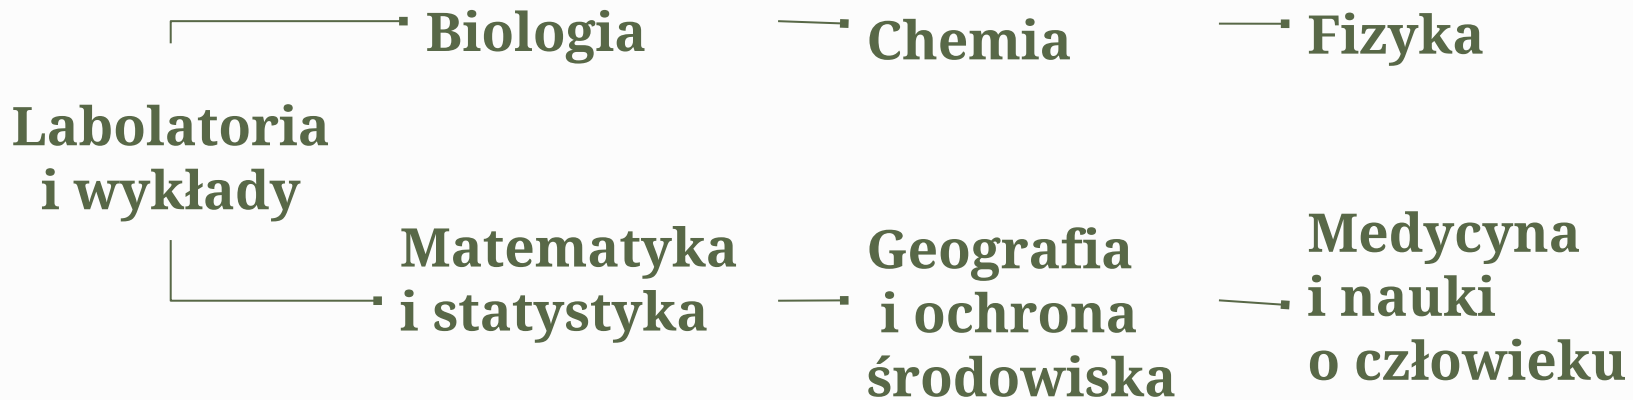 Biologia
Chemia
Fizyka
Labolatoria
i wykłady
Matematyka
i statystyka
Geografia
i ochrona
środowiska
Medycyna
i nauki
o człowieku